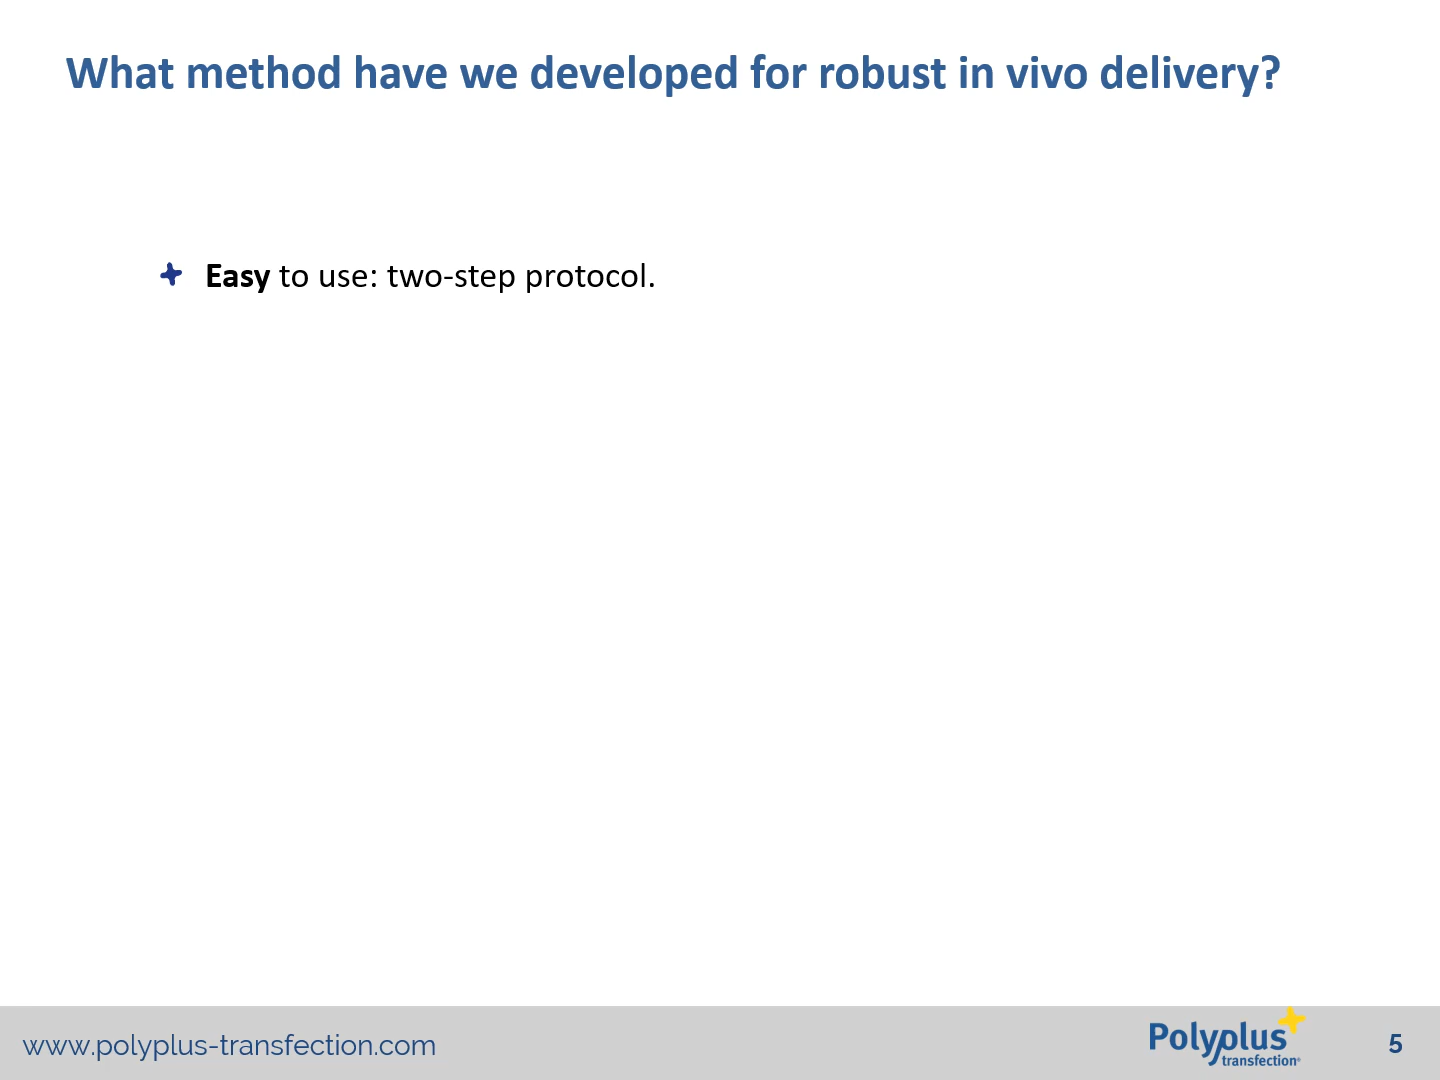 What method have we developed for robust in vivo delivery?
Easy to use: two-step protocol.
www.polyplus-transfection.com
Polyplus
transfection®
5